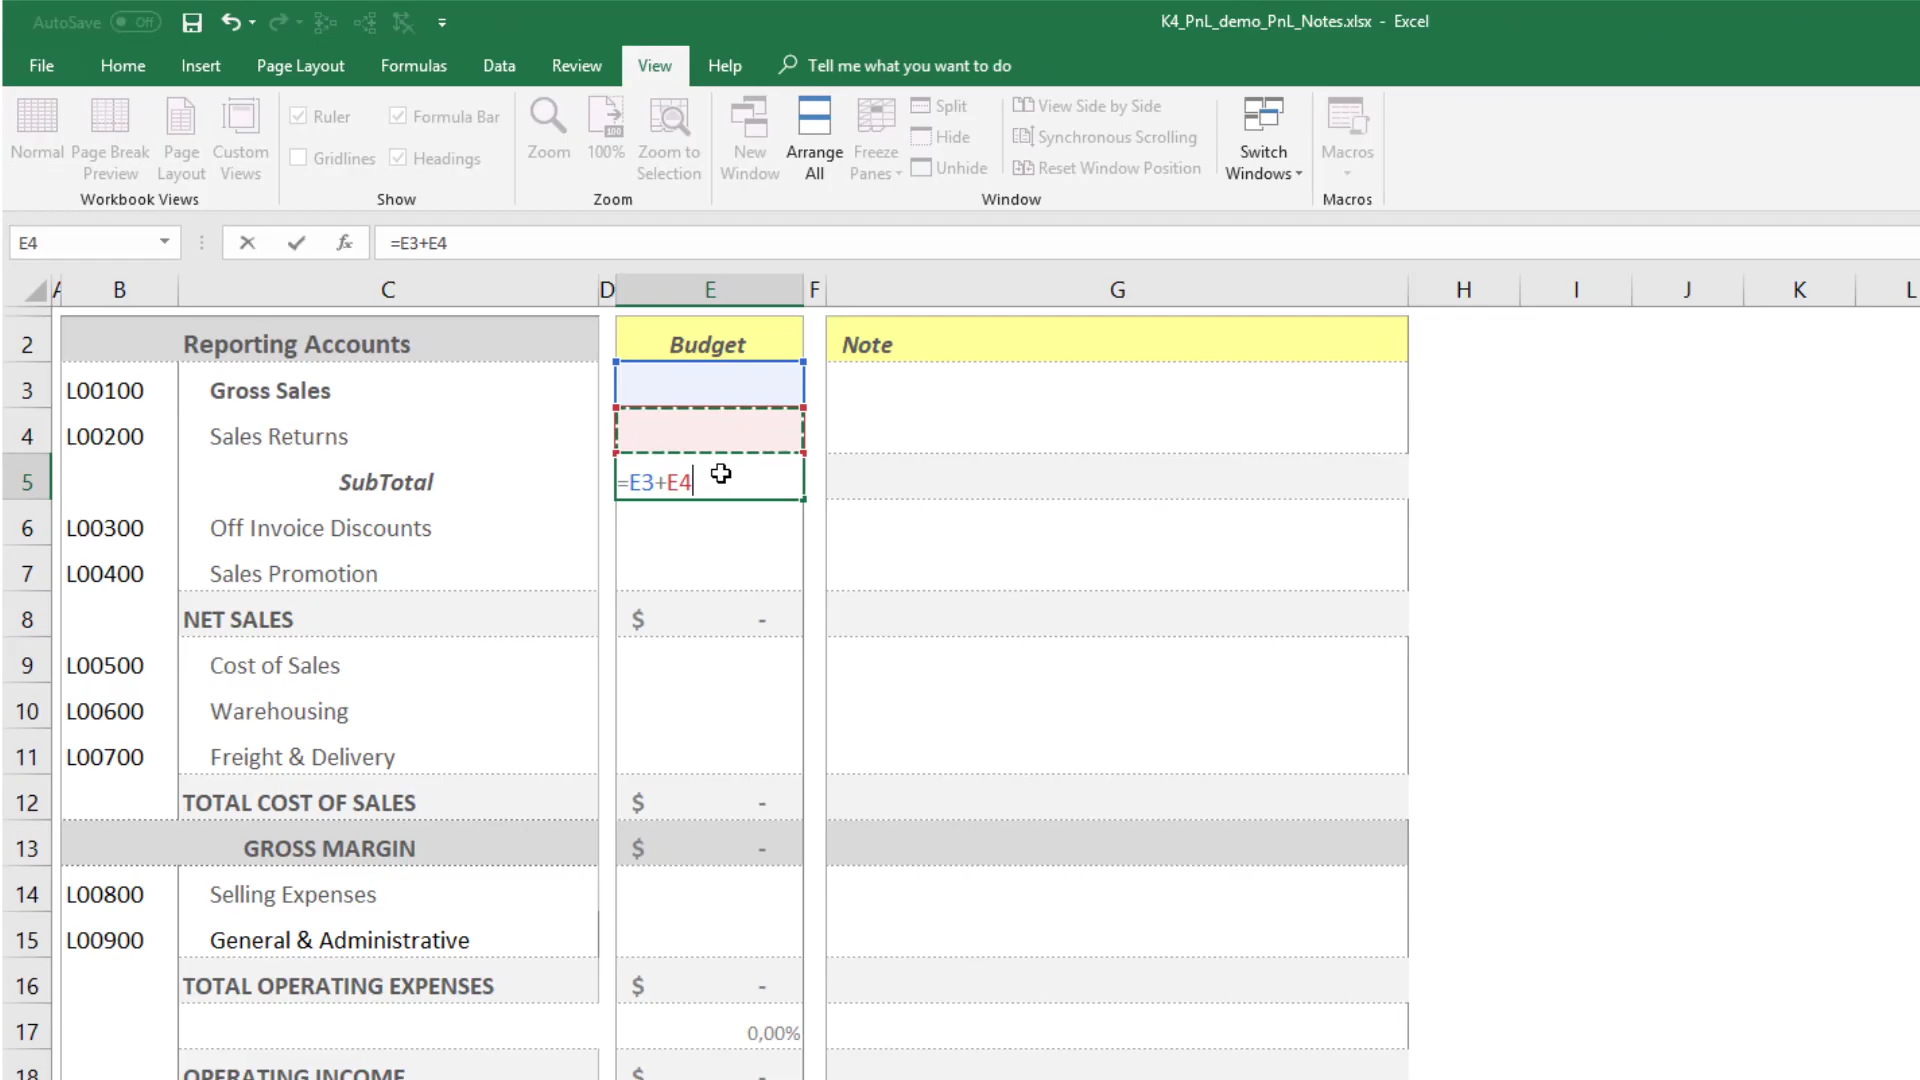 AutoSave Off
K4_PnL_demo_PnL_Notes.xlsx - Excel
File Home Insert Page Layout Formulas Data Review View Help Tell me what you want to do
Normal
Page Break Preview
Page Layout
Custom Views
Workbook Views
Ruler
Formula Bar
Gridlines
Headings
Show
Zoom
100
100%
Zoom to Selection
Zoom
New Window
Arrange All
Freeze Panes
Split
Hide
Unhide
View Side by Side
Synchronous Scrolling
Reset Window Position
Window
Switch Windows
Macros
Macros
E4 fx =E3+E4
A B C D E F G H I J K L
2 Reporting Accounts Budget Note
3 L00100 Gross Sales
4 L00200 Sales Returns
5 SubTotal =E3+E4
6 L00300 Off Invoice Discounts
7 L00400 Sales Promotion
8 NET SALES $ -
9 L00500 Cost of Sales
10 L00600 Warehousing
11 L00700 Freight & Delivery
12 TOTAL COST OF SALES $ -
13 GROSS MARGIN $ -
14 L00800 Selling Expenses
15 L00900 General & Administrative
16 TOTAL OPERATING EXPENSES $ -
17 0,00%
18 OPERATING INCOME $ -